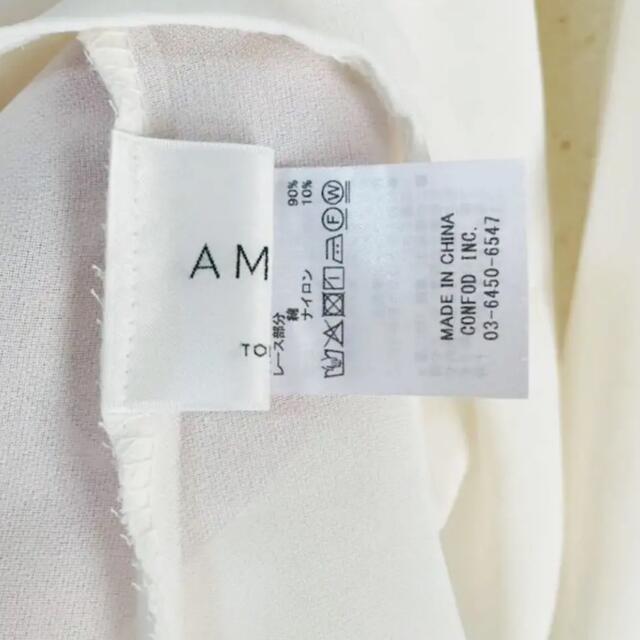 AM
TO
レース部分
綿 90%
ナイロン 10%
F W
MADE IN CHINA
CONFOD INC.
03-6450-6547